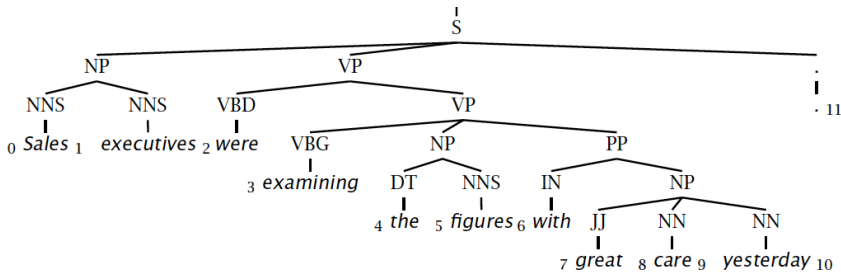 S
NP VP .
NNS NNS VBD VP . 11
0 Sales 1 executives 2 were VBG NP PP
3 examining DT NNS IN NP
4 the 5 figures 6 with JJ NN NN
7 great 8 care 9 yesterday 10